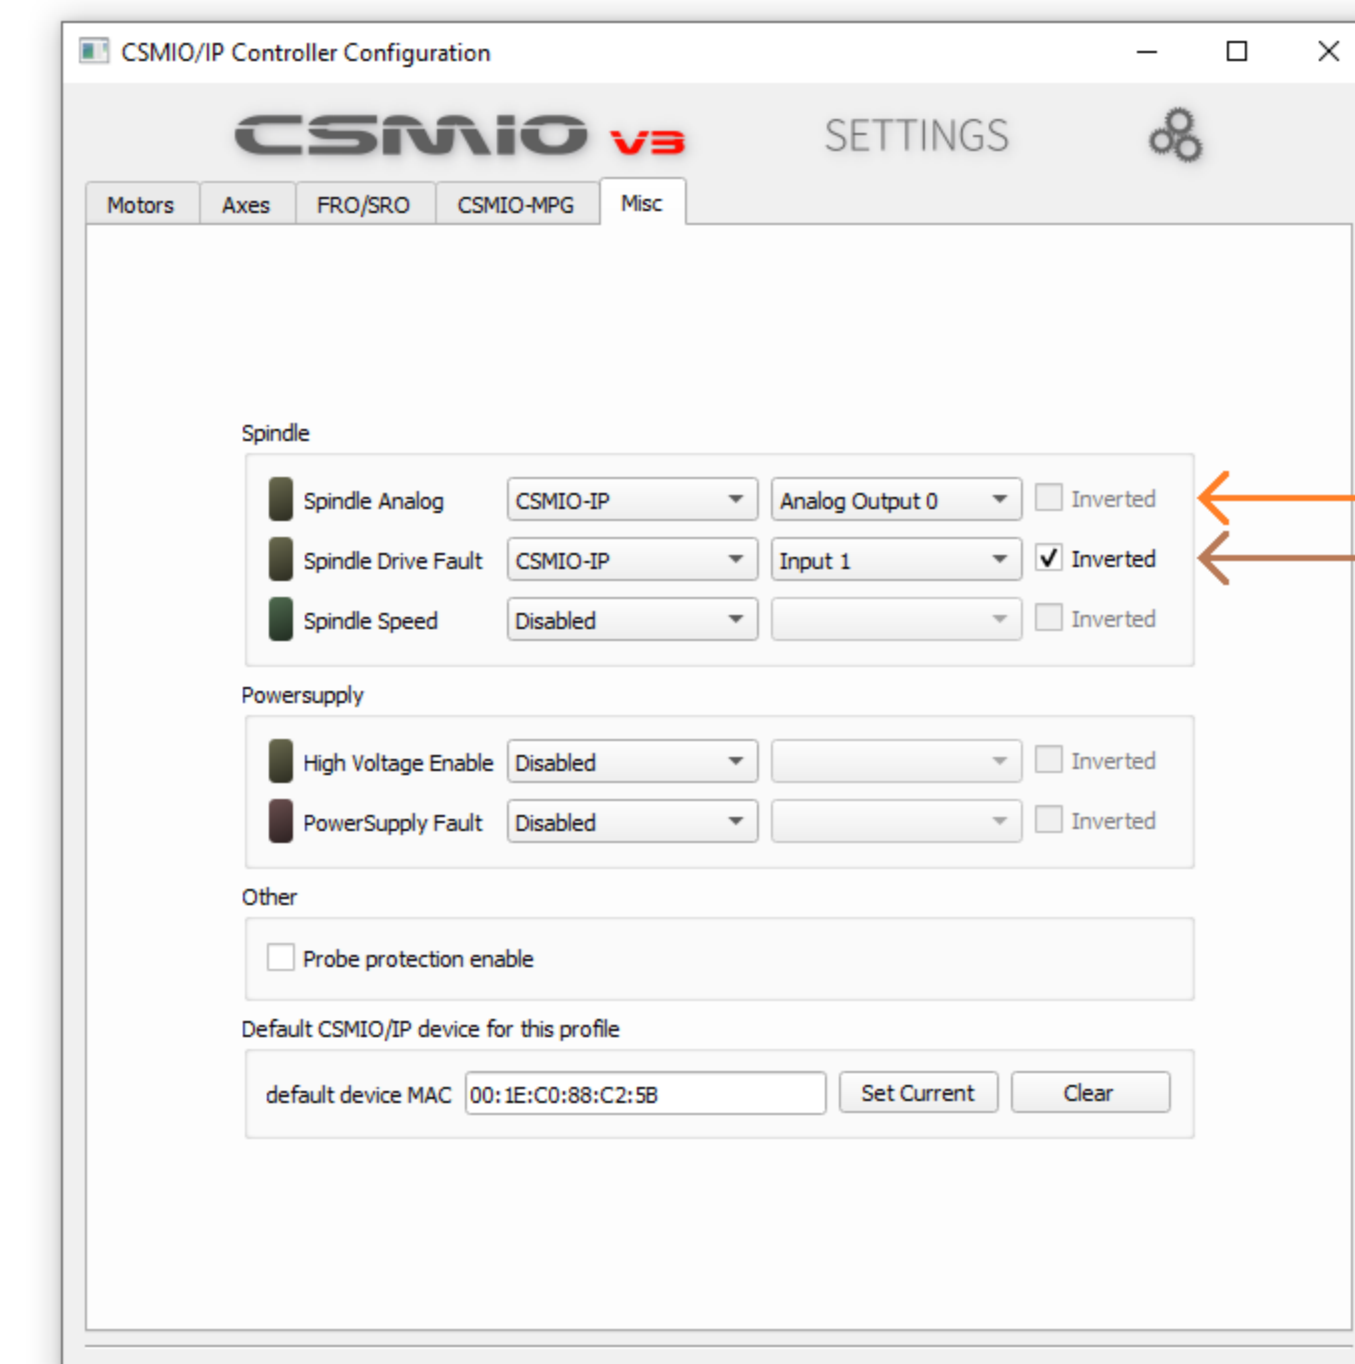 CSMIO/IP Controller Configuration
CSMIO V3 SETTINGS
Motors Axes FRO/SRO CSMIO-MPG Misc
Spindle
Spindle Analog CSMIO-IP Analog Output 0 Inverted
Spindle Drive Fault CSMIO-IP Input 1 Inverted
Spindle Speed Disabled Inverted
Powersupply
High Voltage Enable Disabled Inverted
PowerSupply Fault Disabled Inverted
Other
Probe protection enable
Default CSMIO/IP device for this profile
default device MAC 00:1E:C0:88:C2:5B Set Current Clear